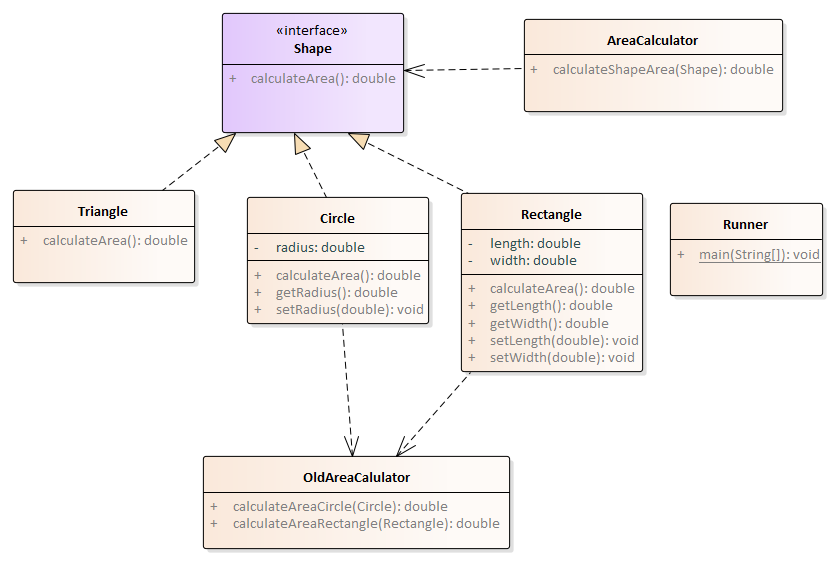 «interface»
Shape
+ calculateArea(): double
AreaCalculator
+ calculateShapeArea(Shape): double
Triangle
+ calculateArea(): double
Circle
- radius: double
+ calculateArea(): double
+ getRadius(): double
+ setRadius(double): void
Rectangle
- length: double
- width: double
+ calculateArea(): double
+ getLength(): double
+ getWidth(): double
+ setLength(double): void
+ setWidth(double): void
Runner
+ main(String[]): void
OldAreaCalulator
+ calculateAreaCircle(Circle): double
+ calculateAreaRectangle(Rectangle): double